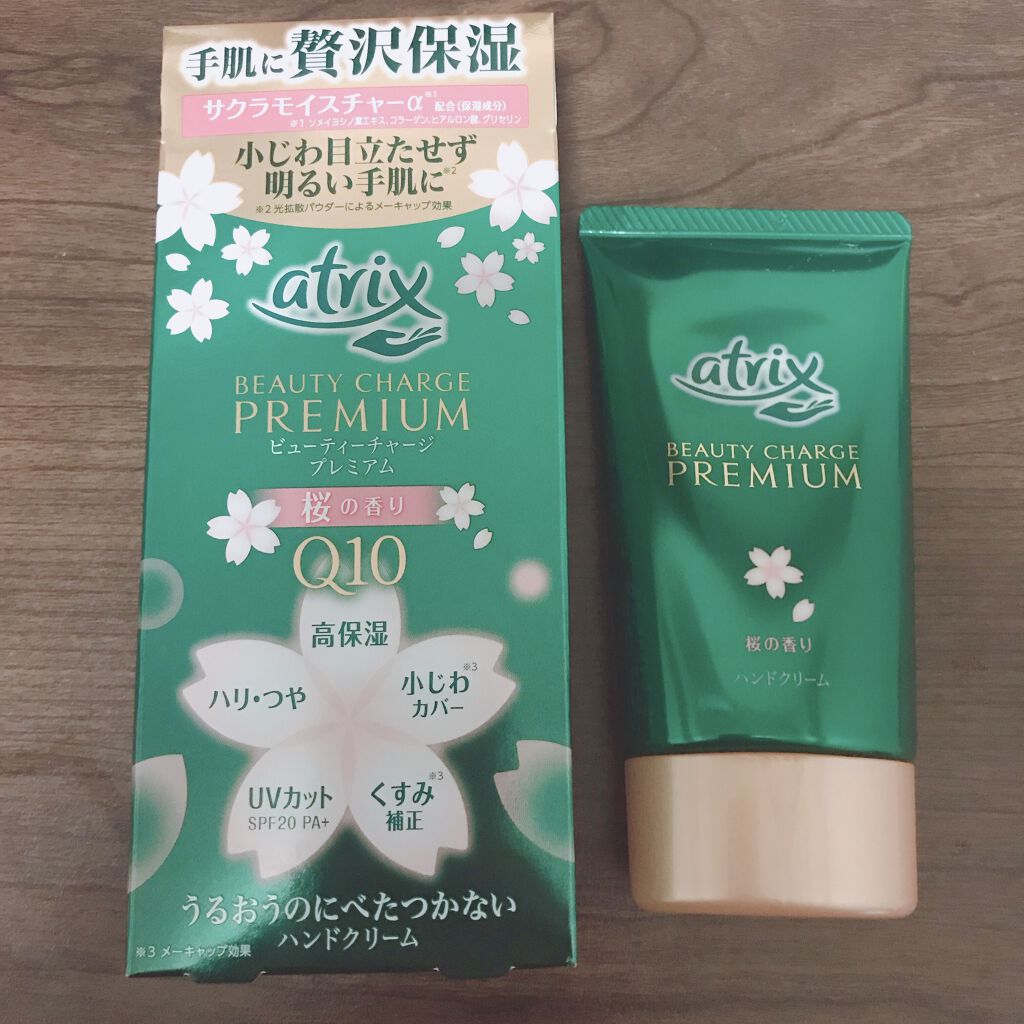 手肌に贅沢保湿
サクラモイスチャーα※1 配合(保湿成分)
※1 ソメイヨシノ葉エキス、コラーゲン、ヒアルロン酸、グリセリン
小じわ目立たせず
明るい手肌に※2
※2 光拡散パウダーによるメーキャップ効果
atrix
BEAUTY CHARGE
PREMIUM
ビューティーチャージ
プレミアム
桜の香り
Q10
高保湿
ハリ・つや
小じわ※3
カバー
UVカット
SPF20 PA+
くすみ※3
補正
うるおうのにべたつかない
ハンドクリーム
※3 メーキャップ効果
atrix
BEAUTY CHARGE
PREMIUM
桜の香り
ハンドクリーム